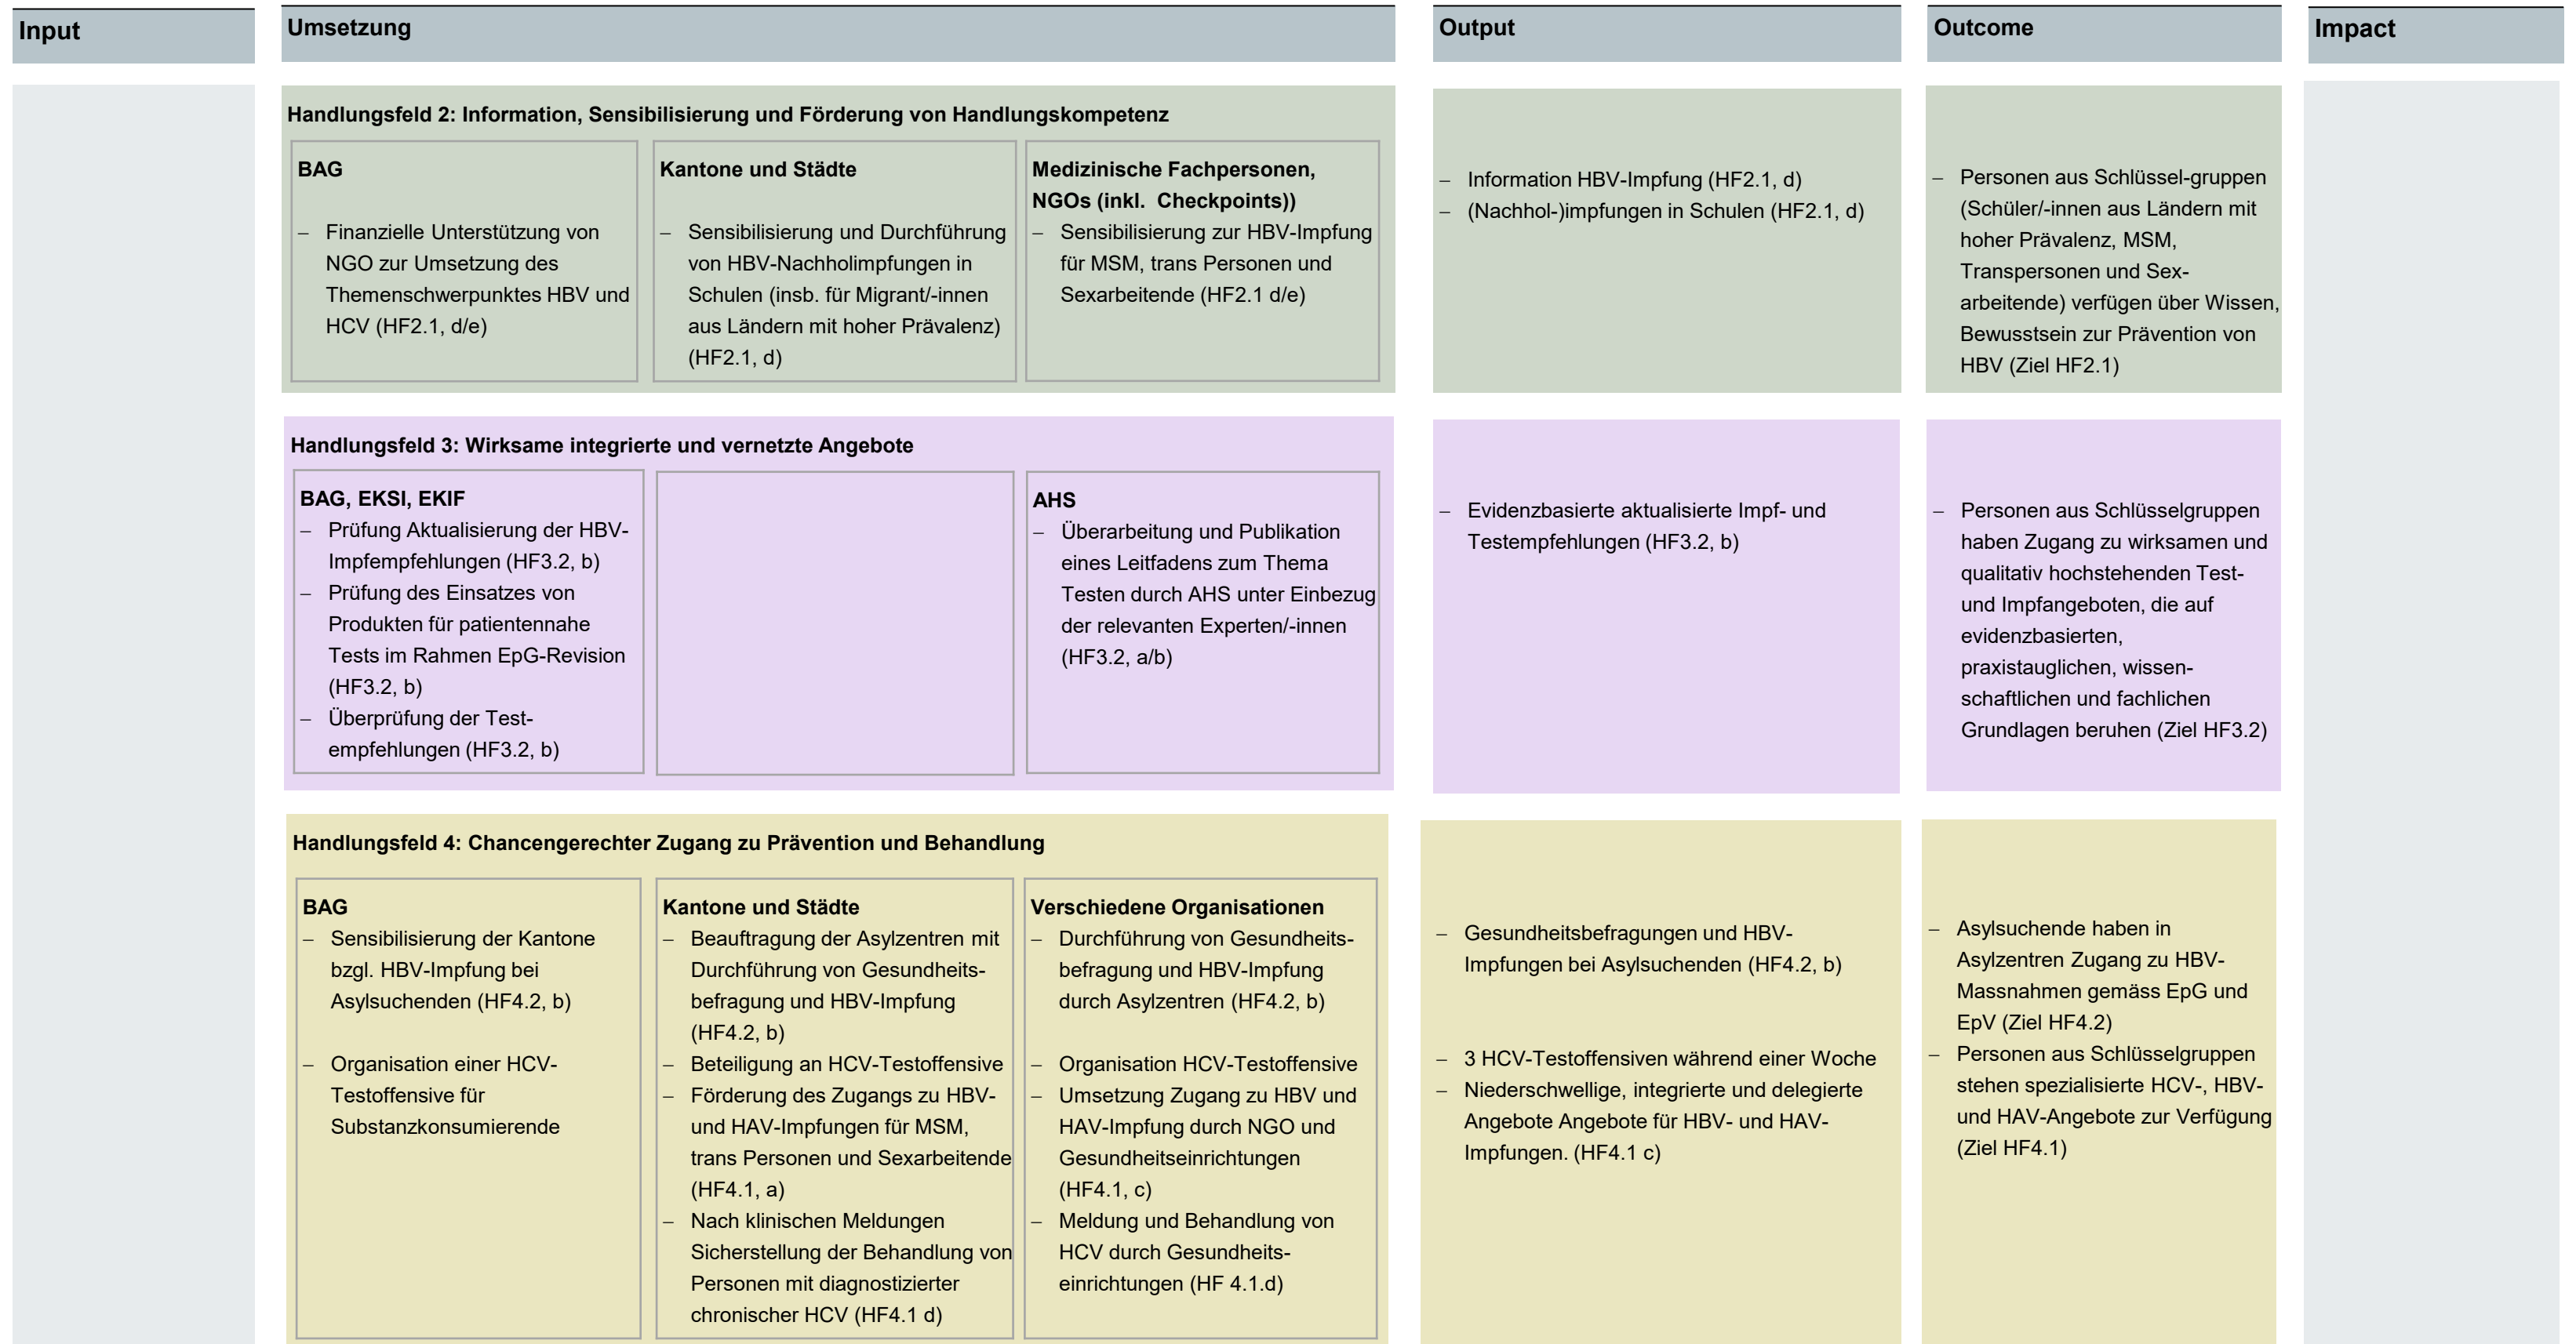 Input
Umsetzung
Output
Outcome
Impact
Handlungsfeld 2: Information, Sensibilisierung und Förderung von Handlungskompetenz
BAG
– Finanzielle Unterstützung von
NGO zur Umsetzung des
Themenschwerpunktes HBV und
HCV (HF2.1, d/e)
Kantone und Städte
– Sensibilisierung und Durchführung
von HBV-Nachholimpfungen in
Schulen (insb. für Migrant/-innen
aus Ländern mit hoher Prävalenz)
(HF2.1, d)
Medizinische Fachpersonen,
NGOs (inkl. Checkpoints))
– Sensibilisierung zur HBV-Impfung
für MSM, trans Personen und
Sexarbeitende (HF2.1 d/e)
– Information HBV-Impfung (HF2.1, d)
– (Nachhol-)impfungen in Schulen (HF2.1, d)
– Personen aus Schlüssel-gruppen
(Schüler/-innen aus Ländern mit
hoher Prävalenz, MSM,
Transpersonen und Sex-
arbeitende) verfügen über Wissen,
Bewusstsein zur Prävention von
HBV (Ziel HF2.1)
Handlungsfeld 3: Wirksame integrierte und vernetzte Angebote
BAG, EKSI, EKIF
– Prüfung Aktualisierung der HBV-
Impfempfehlungen (HF3.2, b)
– Prüfung des Einsatzes von
Produkten für patientennahe
Tests im Rahmen EpG-Revision
(HF3.2, b)
– Überprüfung der Test-
empfehlungen (HF3.2, b)
AHS
– Überarbeitung und Publikation
eines Leitfadens zum Thema
Testen durch AHS unter Einbezug
der relevanten Experten/-innen
(HF3.2, a/b)
– Evidenzbasierte aktualisierte Impf- und
Testempfehlungen (HF3.2, b)
– Personen aus Schlüsselgruppen
haben Zugang zu wirksamen und
qualitativ hochstehenden Test-
und Impfangeboten, die auf
evidenzbasierten,
praxistauglichen, wissen-
schaftlichen und fachlichen
Grundlagen beruhen (Ziel HF3.2)
Handlungsfeld 4: Chancengerechter Zugang zu Prävention und Behandlung
BAG
– Sensibilisierung der Kantone
bzgl. HBV-Impfung bei
Asylsuchenden (HF4.2, b)
– Organisation einer HCV-
Testoffensive für
Substanzkonsumierende
Kantone und Städte
– Beauftragung der Asylzentren mit
Durchführung von Gesundheits-
befragung und HBV-Impfung
(HF4.2, b)
– Beteiligung an HCV-Testoffensive
– Förderung des Zugangs zu HBV-
und HAV-Impfungen für MSM,
trans Personen und Sexarbeitende
(HF4.1, a)
– Nach klinischen Meldungen
Sicherstellung der Behandlung von
Personen mit diagnostizierter
chronischer HCV (HF4.1 d)
Verschiedene Organisationen
– Durchführung von Gesundheits-
befragung und HBV-Impfung
durch Asylzentren (HF4.2, b)
– Organisation HCV-Testoffensive
– Umsetzung Zugang zu HBV und
HAV-Impfung durch NGO und
Gesundheitseinrichtungen
(HF4.1, c)
– Meldung und Behandlung von
HCV durch Gesundheits-
einrichtungen (HF 4.1.d)
– Gesundheitsbefragungen und HBV-
Impfungen bei Asylsuchenden (HF4.2, b)
– 3 HCV-Testoffensiven während einer Woche
– Niederschwellige, integrierte und delegierte
Angebote Angebote für HBV- und HAV-
Impfungen. (HF4.1 c)
– Asylsuchende haben in
Asylzentren Zugang zu HBV-
Massnahmen gemäss EpG und
EpV (Ziel HF4.2)
– Personen aus Schlüsselgruppen
stehen spezialisierte HCV-, HBV-
und HAV-Angebote zur Verfügung
(Ziel HF4.1)